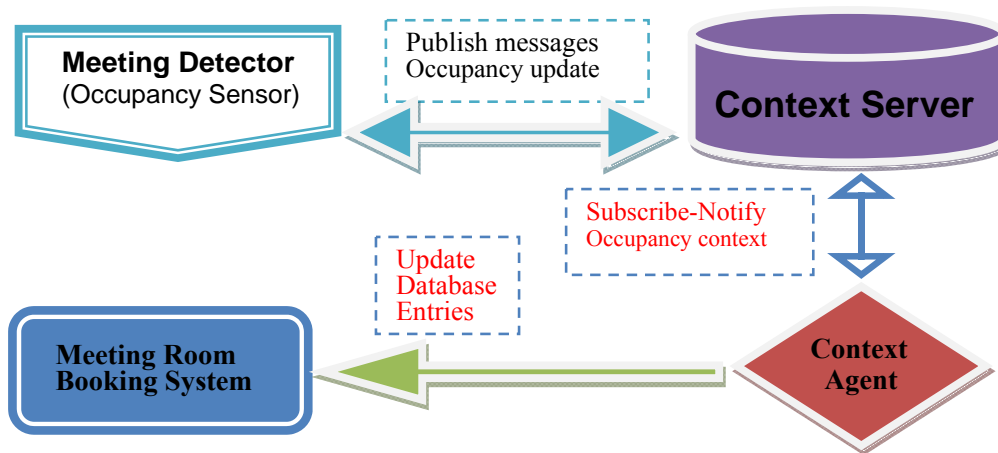 Meeting Detector
(Occupancy Sensor)
Publish messages
Occupancy update
Context Server
Subscribe-Notify
Occupancy context
Update
Database
Entries
Meeting Room
Booking System
Context
Agent